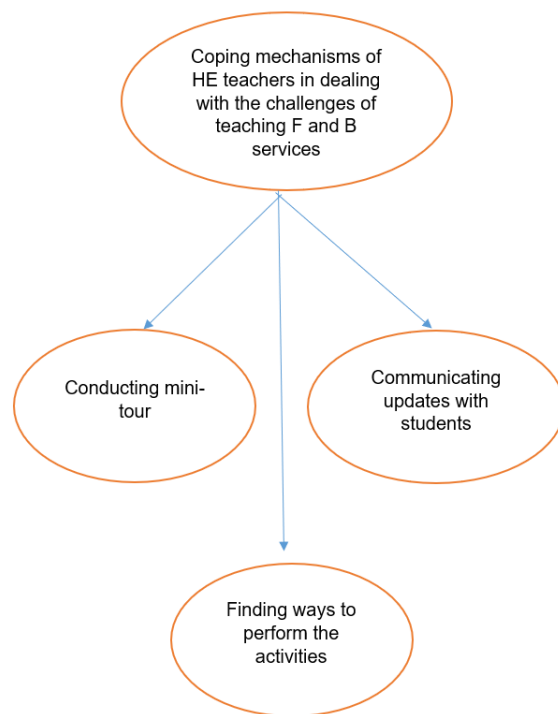 Coping mechanisms of
HE teachers in dealing
with the challenges of
teaching F and B
services
Conducting mini-
tour
Communicating
updates with
students
Finding ways to
perform the
activities